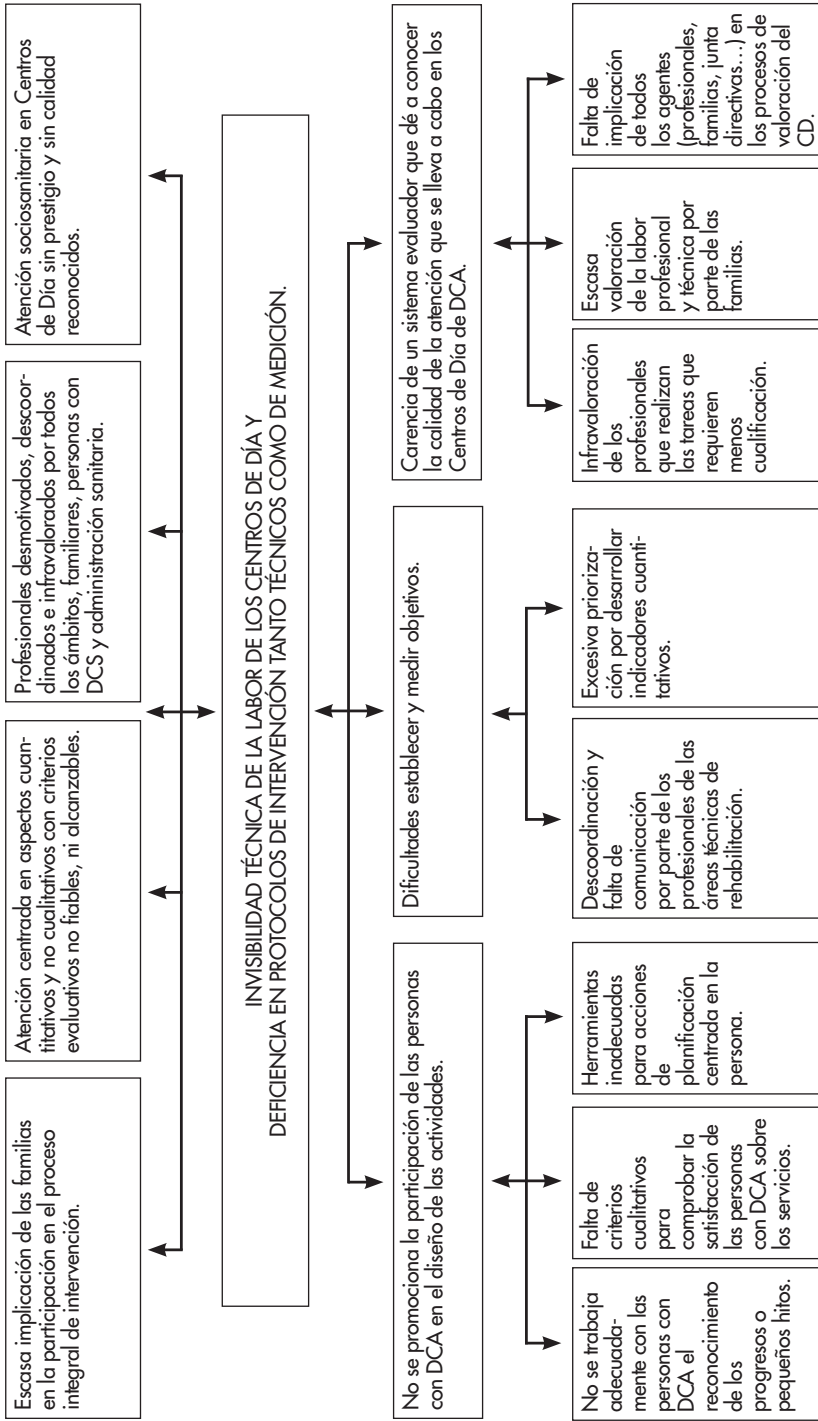 Escasa implicación de las familias
en la participación en el proceso
integral de intervención.
Atención centrada en aspectos cuan-
titativos y no cualitativos con criterios
evaluativos no fiables, ni alcanzables.
Profesionales desmotivados, descoor-
dinados e infravalorados por todos
los ámbitos, familiares, personas con
DCS y administración sanitaria.
Atención sociosanitaria en Centros
de Día sin prestigio y sin calidad
reconocidos.
INVISIBILIDAD TÉCNICA DE LA LABOR DE LOS CENTROS DE DÍA Y
DEFICIENCIA EN PROTOCOLOS DE INTERVENCIÓN TANTO TÉCNICOS COMO DE MEDICIÓN.
No se promociona la participación de las personas
con DCA en el diseño de las actividades.
Dificultades establecer y medir objetivos.
Carencia de un sistema evaluador que dé a conocer
la calidad de la atención que se lleva a cabo en los
Centros de Día de DCA.
No se trabaja
adecuada-
mente con las
personas con
DCA el
reconocimiento
de los
progresos o
pequeños hitos.
Falta de
criterios
cualitativos
para
comprobar la
satisfacción de
las personas
con DCA sobre
los servicios.
Herramientas
inadecuadas
para acciones
de
planificación
centrada en la
persona.
Descoordinación y
falta de
comunicación
por parte de los
profesionales de las
áreas técnicas de
rehabilitación.
Excesiva prioriza-
ción por desarrollar
indicadores cuanti-
tativos.
Infravaloración
de los
profesionales
que realizan
las tareas que
requieren
menos
cualificación.
Escasa
valoración
de la labor
profesional
y técnica por
parte de las
familias.
Falta de
implicación
de todos
los agentes
(profesionales,
familias, junta
directivas...) en
los procesos de
valoración del
CD.